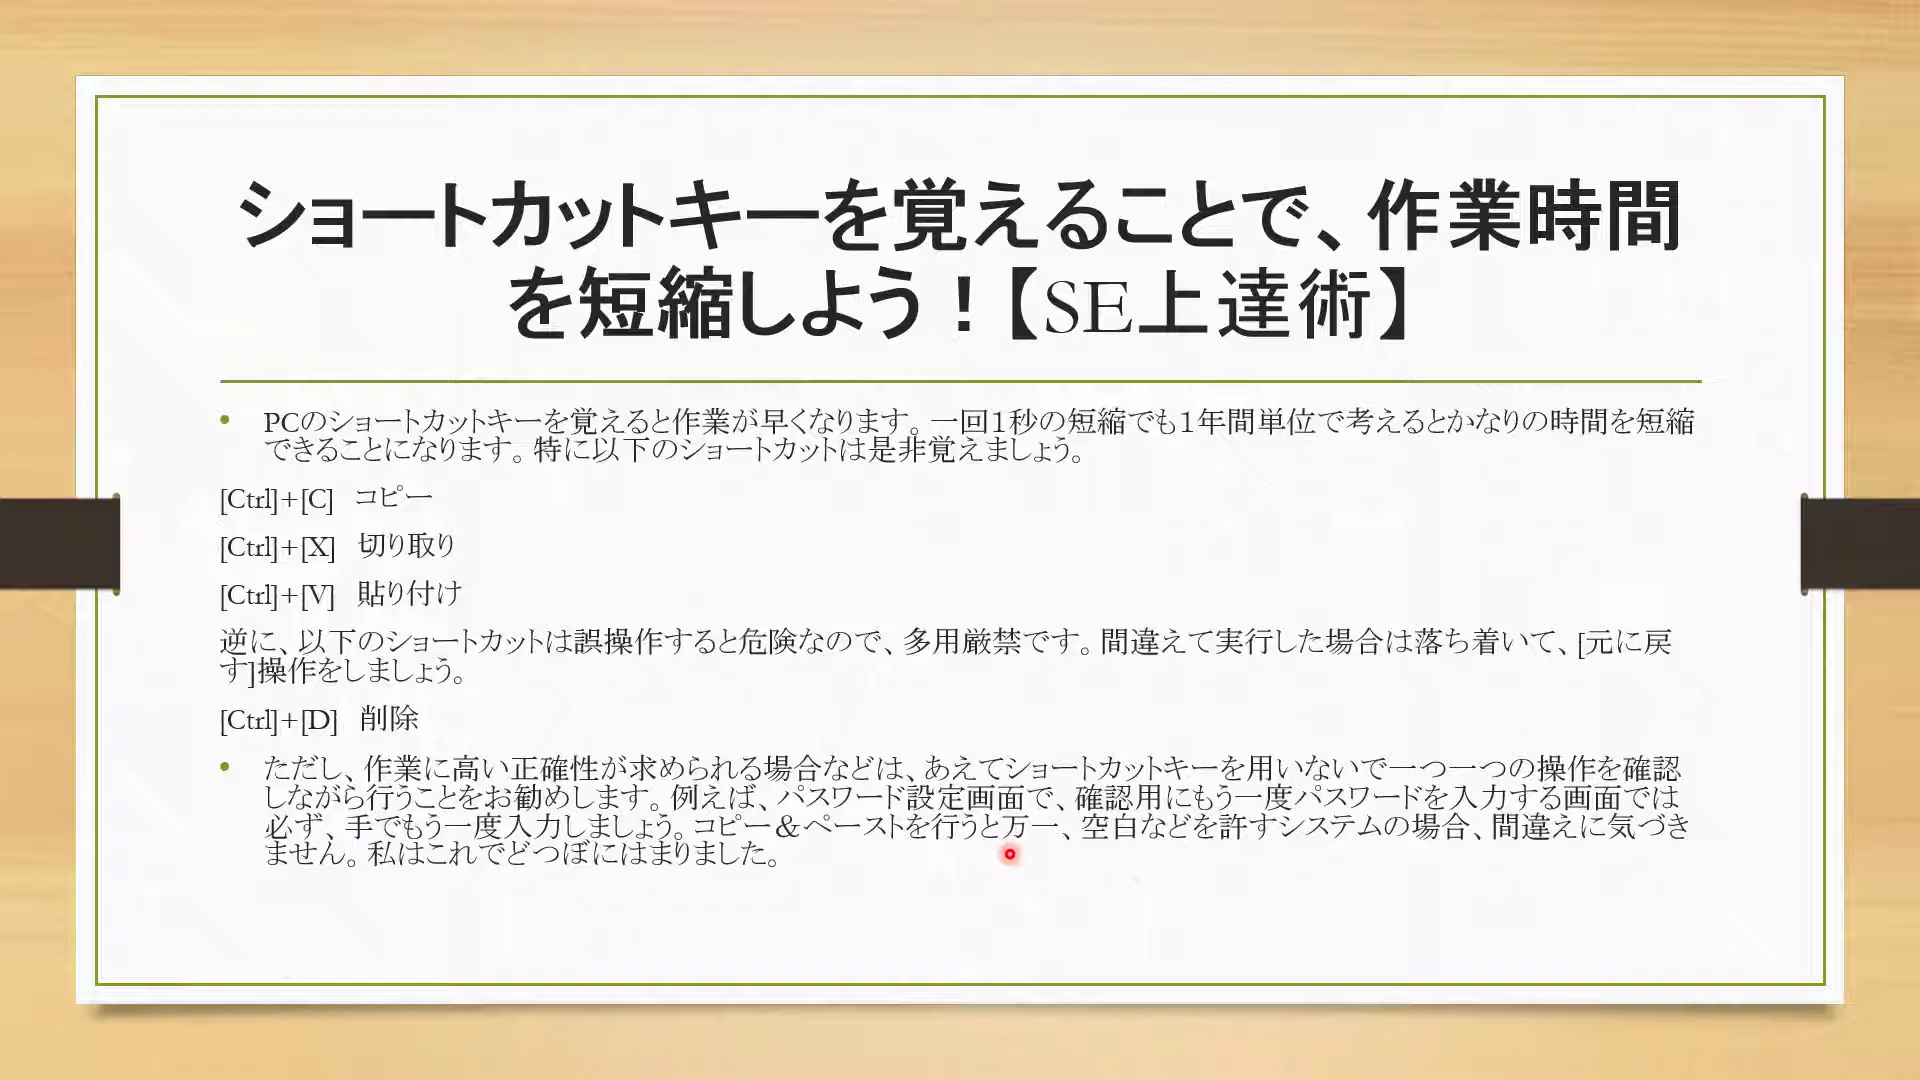 ショートカットキーを覚えることで、作業時間
を短縮しよう！【SE上達術】
• PCのショートカットキーを覚えると作業が早くなります。一回1秒の短縮でも1年間単位で考えるとかなりの時間を短縮
できることになります。特に以下のショートカットは是非覚えましょう。
[Ctrl]+[C] コピー
[Ctrl]+[X] 切り取り
[Ctrl]+[V] 貼り付け
逆に、以下のショートカットは誤操作すると危険なので、多用厳禁です。間違えて実行した場合は落ち着いて、[元に戻
す]操作をしましょう。
[Ctrl]+[D] 削除
• ただし、作業に高い正確性が求められる場合などは、あえてショートカットキーを用いないで一つ一つの操作を確認
しながら行うことをお勧めします。例えば、パスワード設定画面で、確認用にもう一度パスワードを入力する画面では
必ず、手でもう一度入力しましょう。コピー＆ペーストを行うと万一、空白などを許すシステムの場合、間違えに気づき
ません。私はこれでどつぼにはまりました。